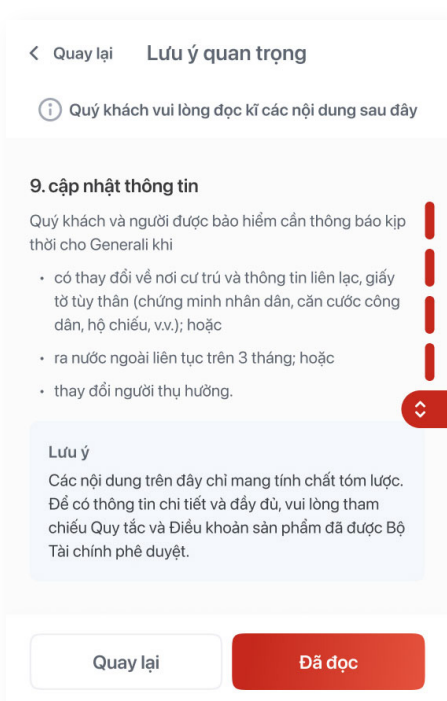 Quay lại Lưu ý quan trọng
Quý khách vui lòng đọc kĩ các nội dung sau đây
9. cập nhật thông tin
Quý khách và người được bảo hiểm cần thông báo kịp
thời cho Generali khi
• có thay đổi về nơi cư trú và thông tin liên lạc, giấy
tờ tùy thân (chứng minh nhân dân, căn cước công
dân, hộ chiếu, v.v.); hoặc
• ra nước ngoài liên tục trên 3 tháng; hoặc
• thay đổi người thụ hưởng.
Lưu ý
Các nội dung trên đây chỉ mang tính chất tóm lược.
Để có thông tin chi tiết và đầy đủ, vui lòng tham
chiếu Quy tắc và Điều khoản sản phẩm đã được Bộ
Tài chính phê duyệt.
Quay lại Đã đọc